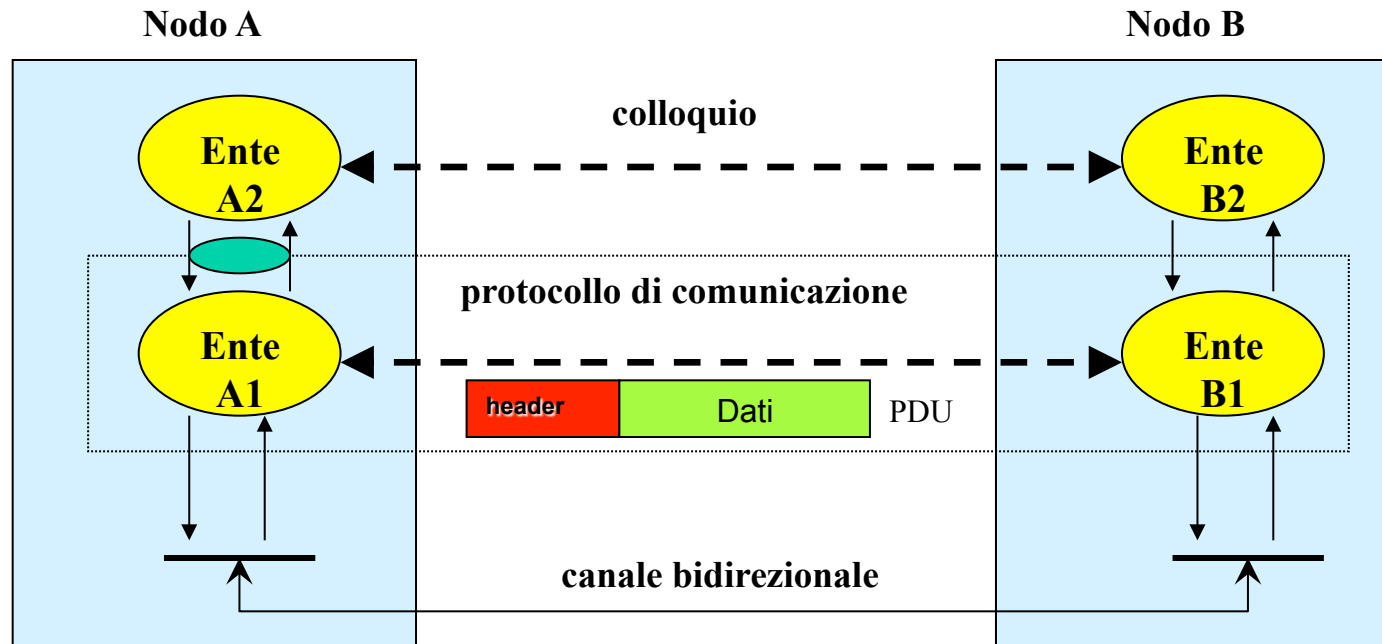 Nodo A
Nodo B
colloquio
Ente
A2
Ente
B2
protocollo di comunicazione
Ente
A1
Ente
B1
header
Dati
PDU
canale bidirezionale